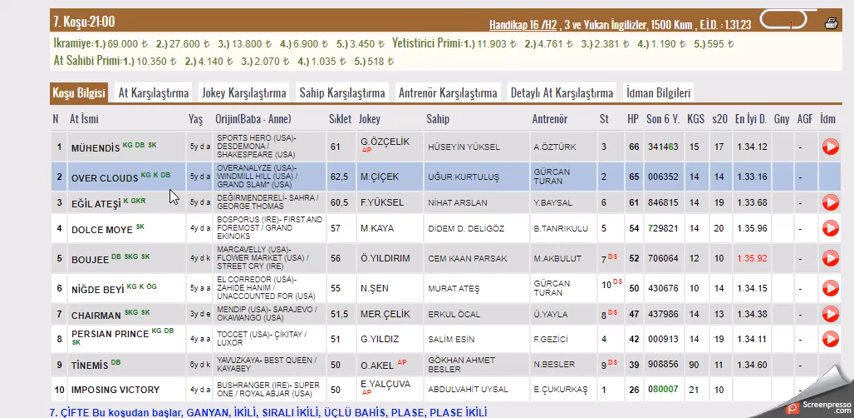 7. Koşu:21:00
Handikap 16 /H2 , 3 ve Yukarı İngilizler, 1500 Kum , E.İ.D. : 1.31.23
İkramiye:1.) 69.000 ₺ 2.) 27.600 ₺ 3.) 13.800 ₺ 4.) 6.900 ₺ 5.) 3.450 ₺ Yetistirici Primi:1.) 11.903 ₺ 2.) 4.761 ₺ 3.) 2.381 ₺ 4.) 1.190 ₺ 5.) 595 ₺
At Sahibi Primi:1.) 10.350 ₺ 2.) 4.140 ₺ 3.) 2.070 ₺ 4.) 1.035 ₺ 5.) 518 ₺
Koşu Bilgisi At Karşılaştırma Jokey Karşılaştırma Sahip Karşılaştırma Antrenör Karşılaştırma Detaylı At Karşılaştırma İdman Bilgileri
N At İsmi Yaş Orijin(Baba - Anne) Sıklet Jokey Sahip Antrenör St HP Son 6 Y. KGS s20 En İyi D. Gny AGF İdm
1 MÜHENDİS KG DB SK 5y d a SPORTS HERO (USA)- DESDEMONA / SHAKESPEARE (USA) 61 G.ÖZÇELİK AP HÜSEYİN YÜKSEL A.ÖZTÜRK 3 66 341463 15 17 1.34.12 -
2 OVER CLOUDS KG K DB 5y d a OVERANALYZE (USA)- WINDMILL HILL (USA) / GRAND SLAM* (USA) 62,5 M.ÇİÇEK UĞUR KURTULUŞ GÜRCAN TURAN 2 65 006352 14 14 1.33.16 -
3 EĞİL ATEŞİ K GKR 5y d a DEĞİRMENDERELİ- SAHRA / GEORGE THOMAS 60,5 F.YÜKSEL NİHAT ARSLAN Y.BAYSAL 6 61 846815 14 19 1.33.68 -
4 DOLCE MOYE SK 4y d a BOSPORUS (IRE)- FIRST AND FOREMOST / GRAND EKINOKS 57 M.KAYA DİDEM D. DELİGÖZ B.TANRIKULU 5 54 729821 14 20 1.35.96 -
5 BOUJEE DB SKG SK 4y d k MARCAVELLY (USA)- FLOWER MARKET (USA) / STREET CRY (IRE) 56 Ö.YILDIRIM CEM KAAN PARSAK M.AKBULUT 7 DS 52 706064 12 10 1.35.92 -
6 NİĞDE BEYİ KG K ÖG 5y a a EL CORREDOR (USA)- ZAHIDE HANIM / UNACCOUNTED FOR (USA) 55 N.ŞEN MURAT ATEŞ GÜRCAN TURAN 10 DS 50 430676 10 14 1.34.15 -
7 CHAIRMAN SKG SK 3y d e MENDIP (USA)- SARAJEVO / OKAWANGO (USA) 51,5 MER.ÇELİK ERKUL ÖCAL Ü.YAYLA 8 DS 47 437986 14 13 1.34.38 -
8 PERSIAN PRINCE KG DB SK 4y a a TOCCET (USA)- ÇİKİTAY / LUXOR 51 G.YILDIZ SALİM ESİN F.GEZİCİ 4 42 000913 14 19 1.34.11 -
9 TİNEMİS DB 6y d k YAVUZKAYA- BEST QUEEN / KAYABEY 50 O.AKEL AP GÖKHAN AHMET BESLER N.BESLER 9 DS 39 908856 90 11 1.34.60 -
10 IMPOSING VICTORY 4y d a BUSHRANGER (IRE)- SUPER ONE / ROYAL ABJAR (USA) 50 E.YALÇUVA AP ABDULVAHİT UYSAL E.ÇUKURKAŞ 1 26 080007 21 10 -
7. ÇİFTE Bu koşudan başlar, GANYAN, İKİLİ, SIRALI İKİLİ, ÜÇLÜ BAHİS, PLASE, PLASE İKİLİ
Screenpresso.com